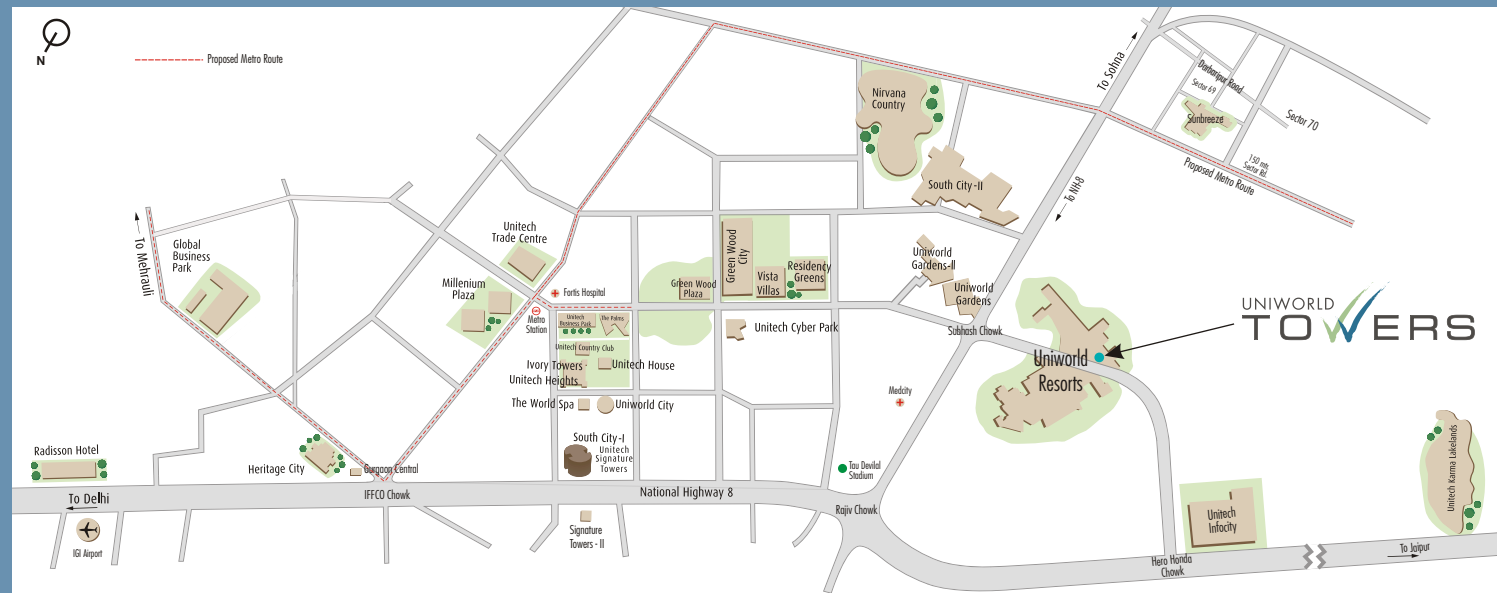 N
Proposed Metro Route
To Sohna
Darbaripur Road
Sector 69
Sector 70
Sunbreeze
150 mtr.
Sector Rd.
Proposed Metro Route
To NH-8
Nirvana
Country
South City-II
To Mehrauli
Global
Business
Park
Unitech
Trade Centre
Millenium
Plaza
Fortis Hospital
Metro
Station
Green Wood
Plaza
Green Wood
City
Vista
Villas
Residency
Greens
Uniworld
Gardens-II
Uniworld
Gardens
UNIWORLD
TOWERS
Unitech
Business Park
The Palms
Unitech Cyber Park
Subhash Chowk
Unitech Country Club
Ivory Towers
Unitech House
Unitech Heights
Uniworld
Resorts
The World Spa
Uniworld City
Medcity
South City-I
Unitech
Signature
Towers
Tau Devilal
Stadium
Radisson Hotel
Heritage City
Gurgaon Central
Unitech Karma Lakelands
To Delhi
IFFCO Chowk
National Highway 8
Rajiv Chowk
Unitech
Infocity
IGI Airport
Signature
Towers - II
Hero Honda
Chowk
To Jaipur